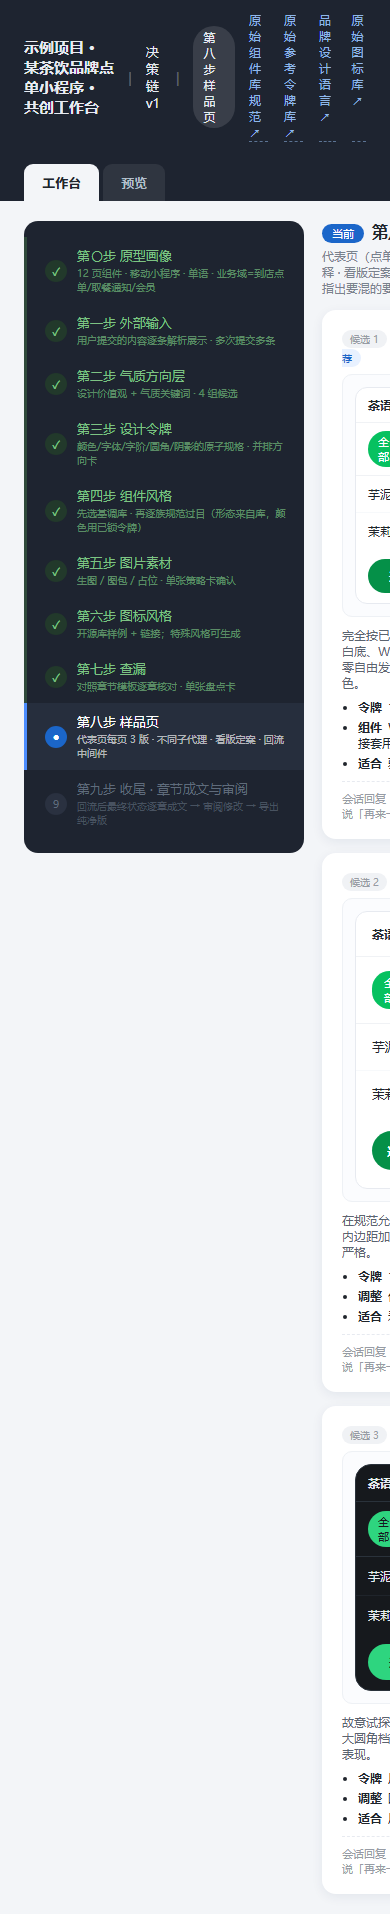 示例项目 •
某茶饮品牌点
单小程序 •
共创工作台
决
策
链
v1
第
八
步
样
品
页
原
始
组
件
库
规
范
↗
原
始
参
考
令
牌
库
↗
品
牌
设
计
语
言
↗
原
始
图
标
库
↗
工作台
预览
第〇步 原型画像
12 页组件 · 移动小程序 · 单语 · 业务域=到店点
单/取餐通知/会员
第一步 外部输入
用户提交的内容逐条解析展示 · 多次提交多条
第二步 气质方向层
设计价值观 + 气质关键词 · 4 组候选
第三步 设计令牌
颜色/字体/字阶/圆角/阴影的原子规格 · 并排方
向卡
第四步 组件风格
先选基调库 · 再逐族规范过目（形态来自库，颜
色用已锁令牌）
第五步 图片素材
生图 / 图包 / 占位 · 单张策略卡确认
第六步 图标风格
开源库样例 + 链接；特殊风格可生成
第七步 查漏
对照章节模板逐章核对 · 单张盘点卡
第八步 样品页
代表页每页 3 版 · 不同子代理 · 看版定案 · 回流
中间件
9
第九步 收尾 · 章节成文与审阅
回流后最终状态逐章成文 → 审阅修改 → 导出
纯净版
当前 第
代表页（点单
释 · 看版定案
指出要混的要
候选 1
荐
茶语
全
部
芋泥
茉莉
完全按已
白底、W
零自由发
色。
• 令牌
• 组件
接套用
• 适合
会话回复
说「再来一
候选 2
茶语
全
部
芋泥
茉莉
在规范允
内边距加
严格。
• 令牌
• 调整
• 适合
会话回复
说「再来一
候选 3
茶语
全
部
芋泥
茉莉
故意试探
大圆角档
表现。
• 令牌
• 调整
• 适合
会话回复
说「再来一